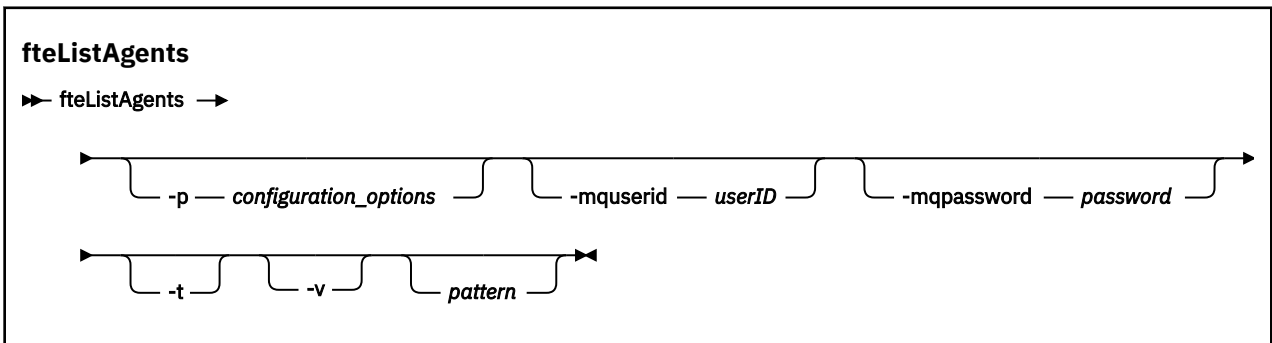 fteListAgents
fteListAgents
-p configuration_options -mquserid userID -mqpassword password
-t -v pattern